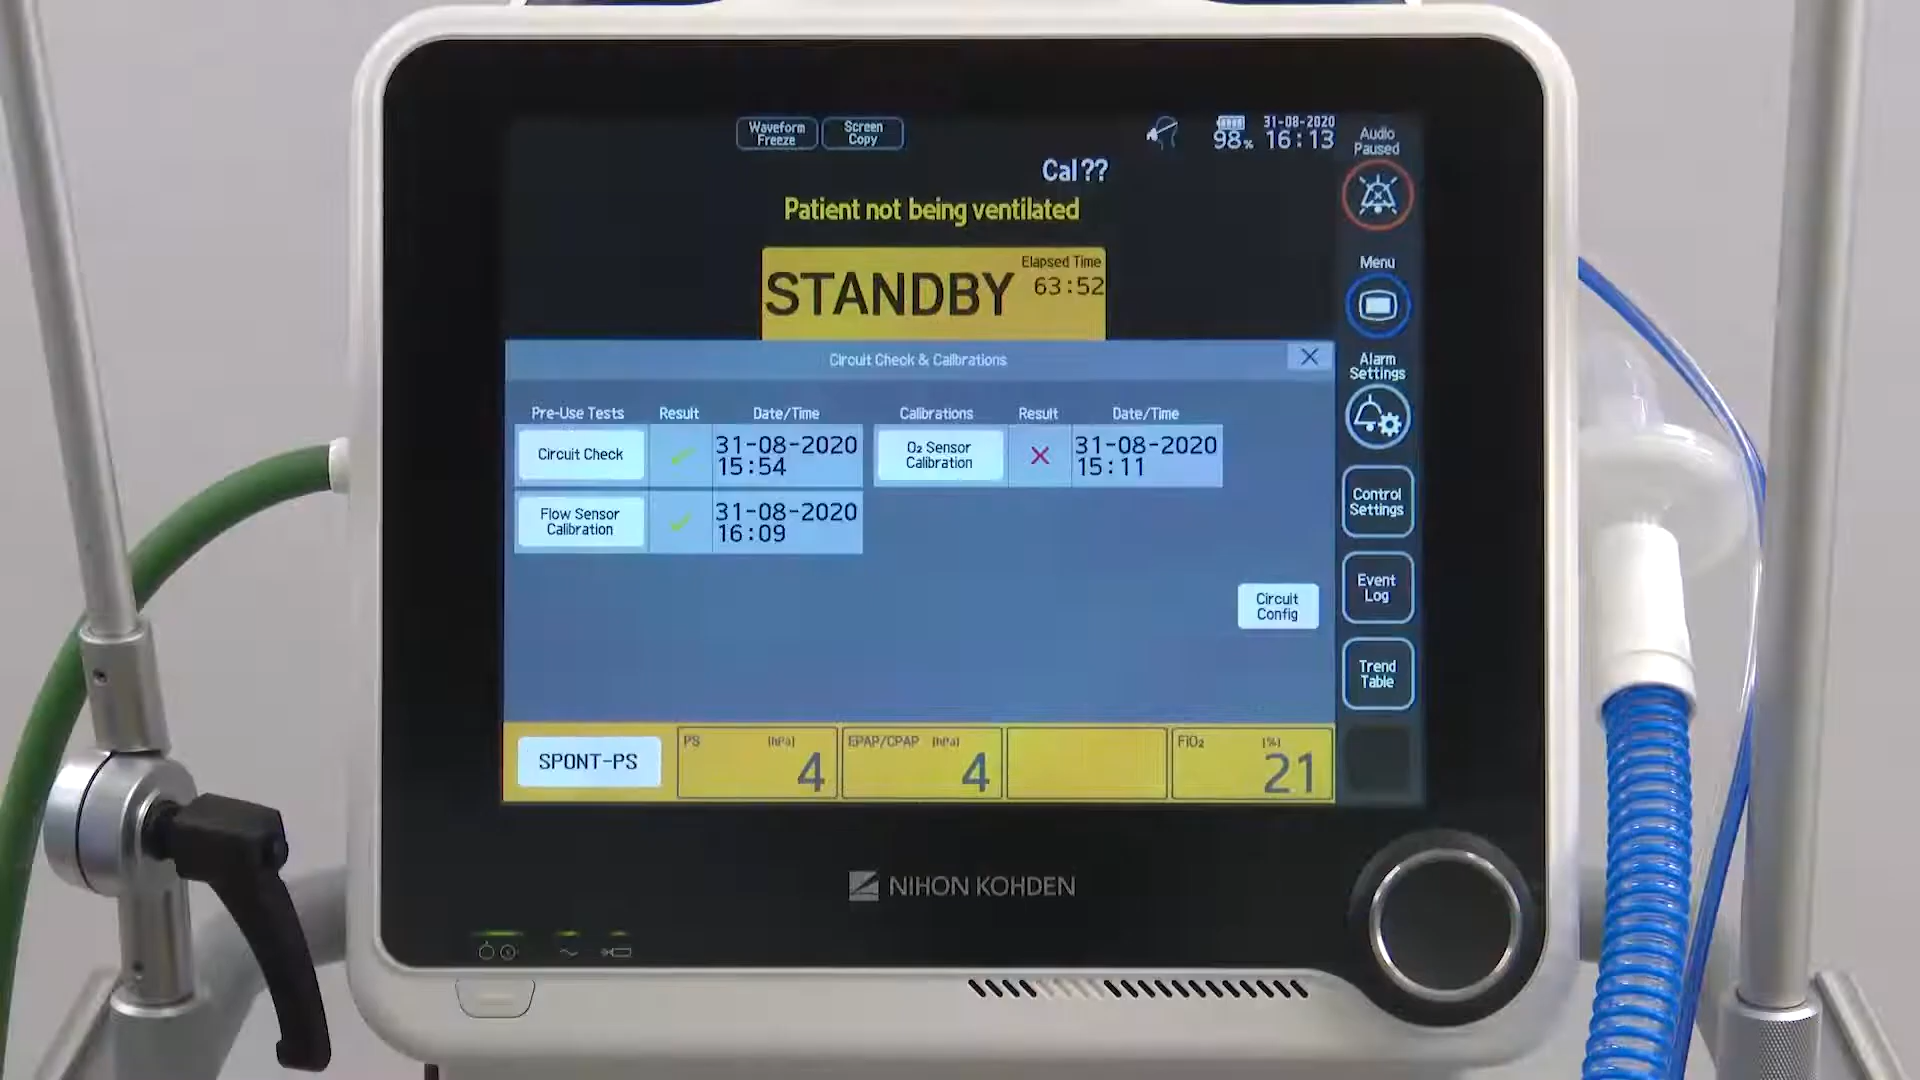 Waveform
Freeze
Screen
Copy
98%
31-08-2020
16:13
Audio
Paused
Cal??
Patient not being ventilated
STANDBY
Elapsed Time
63:52
Menu
Circuit Check & Calibrations
Alarm
Settings
Pre-Use Tests
Result
Date/Time
Calibrations
Result
Date/Time
Circuit Check
31-08-2020
15:54
O₂ Sensor
Calibration
31-08-2020
15:11
Flow Sensor
Calibration
31-08-2020
16:09
Control
Settings
Event
Log
Circuit
Config
Trend
Table
SPONT-PS
PS
[hPa]
4
EPAP/CPAP
[hPa]
4
FiO₂
[%]
21
NIHON KOHDEN